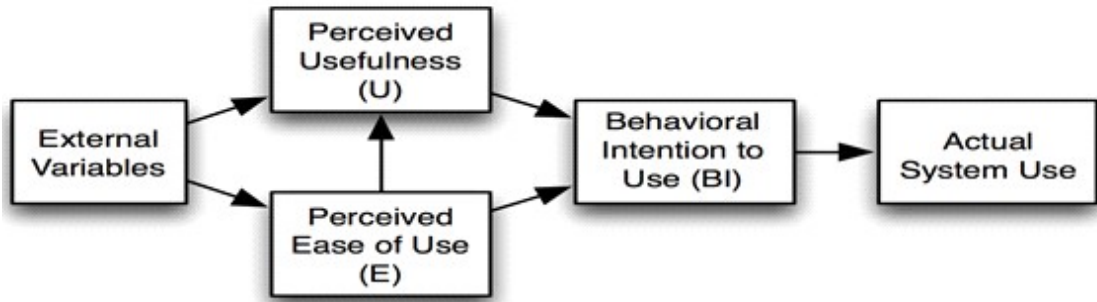 External
Variables
Perceived
Usefulness
(U)
Perceived
Ease of Use
(E)
Behavioral
Intention to
Use (BI)
Actual
System Use